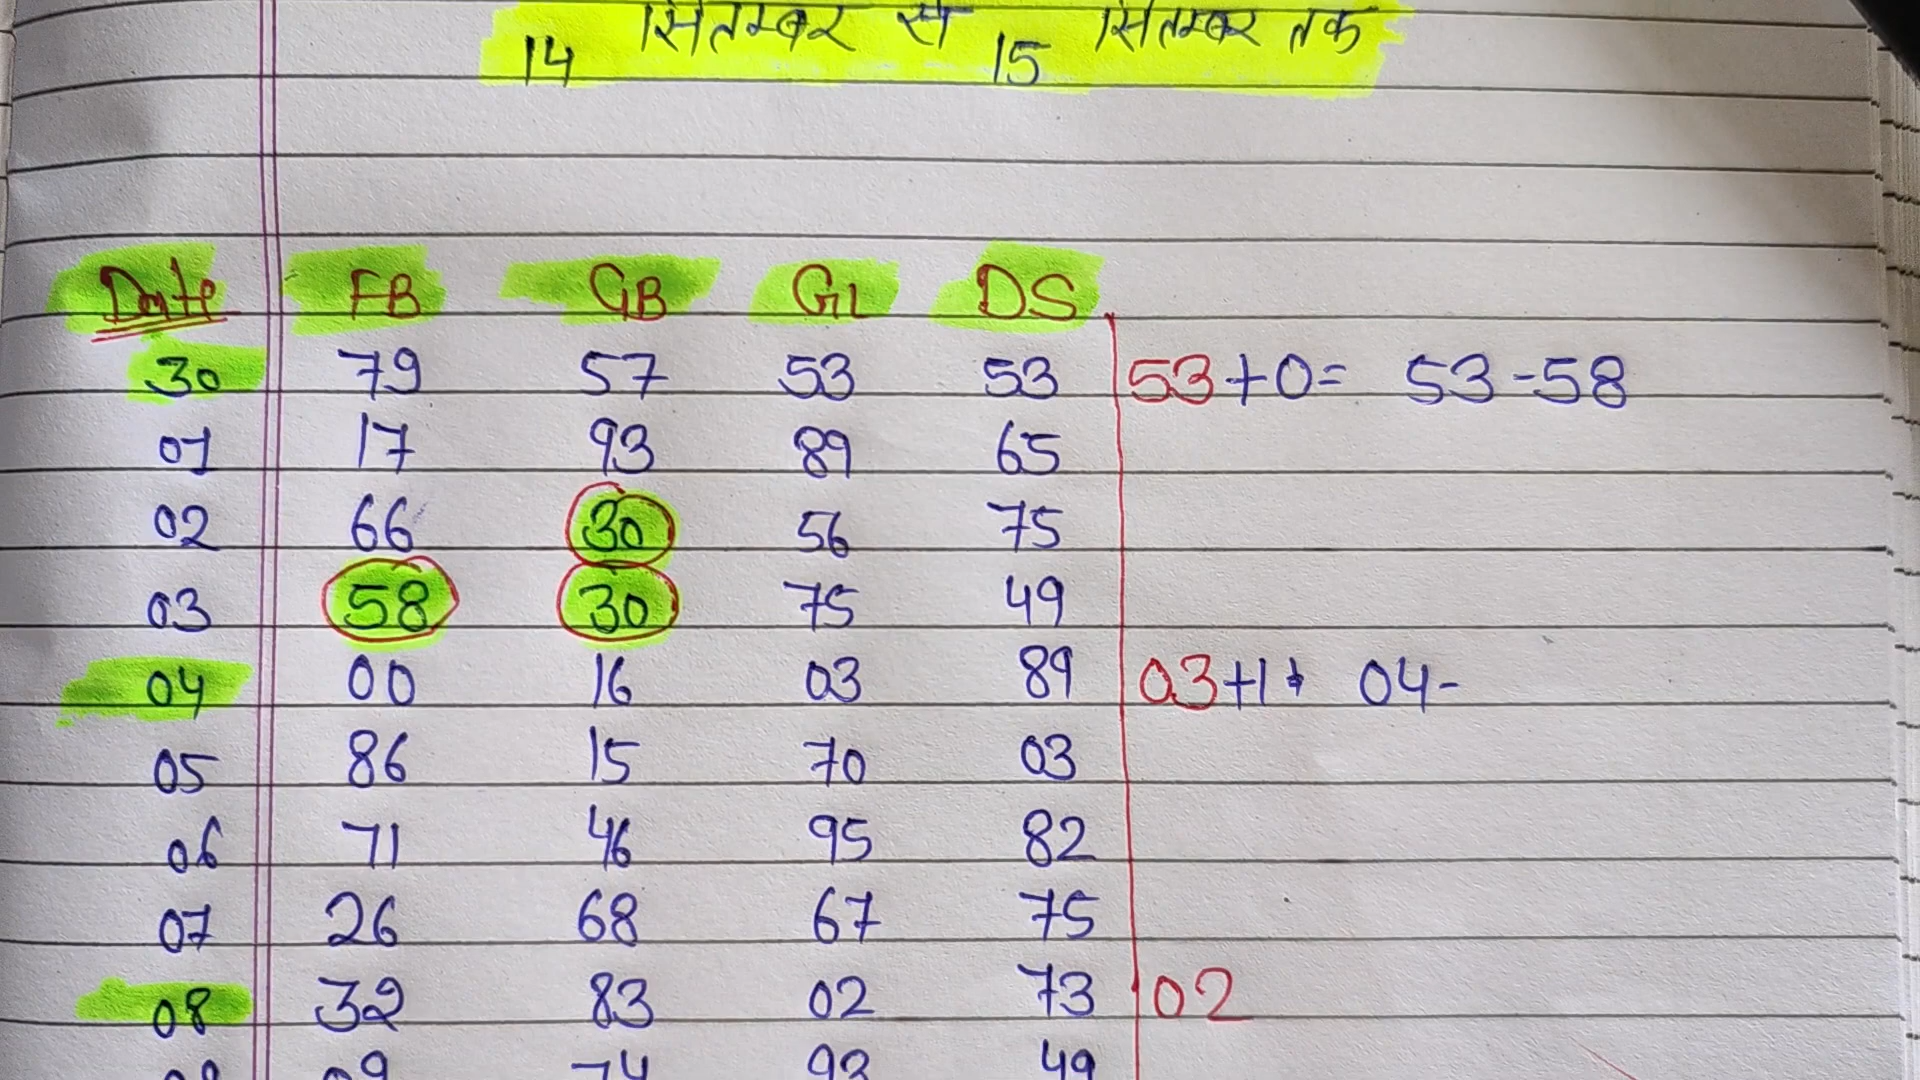 14 सितम्बर से 15 सितम्बर तक
Date FB GB GL DS
30 79 57 53 53 53+0= 53-58
01 17 93 89 65
02 66 30 56 75
03 58 30 75 49
04 00 16 03 89 03+1+ 04-
05 86 15 70 03
06 71 46 95 82
07 26 68 67 75
08 32 83 02 73 02
49